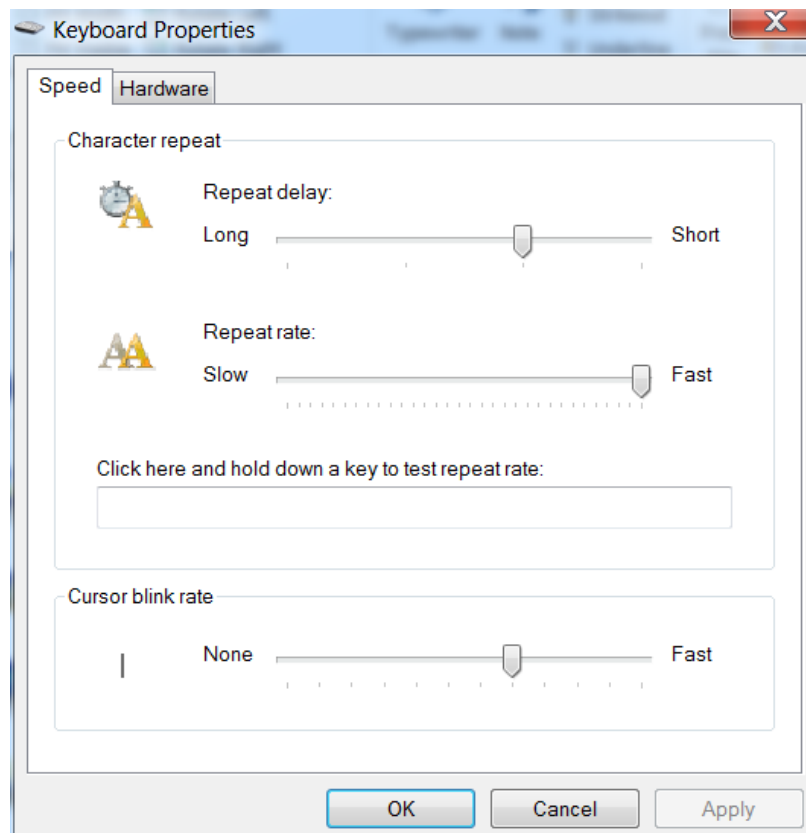 Keyboard Properties
Speed Hardware
Character repeat
Repeat delay:
Long Short
Repeat rate:
Slow Fast
Click here and hold down a key to test repeat rate:
Cursor blink rate
None Fast
OK Cancel Apply